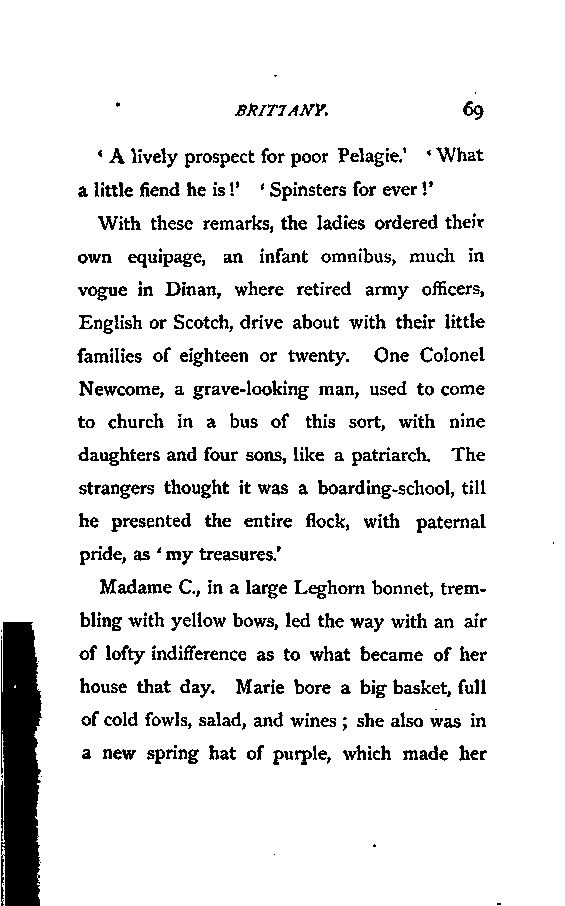 BRITTANY. 69
‘ A lively prospect for poor Pelagie.’ ‘ What
a little fiend he is !’ ‘ Spinsters for ever !’
With these remarks, the ladies ordered their
own equipage, an infant omnibus, much in
vogue in Dinan, where retired army officers,
English or Scotch, drive about with their little
families of eighteen or twenty. One Colonel
Newcome, a grave-looking man, used to come
to church in a bus of this sort, with nine
daughters and four sons, like a patriarch. The
strangers thought it was a boarding-school, till
he presented the entire flock, with paternal
pride, as ‘ my treasures.’
Madame C., in a large Leghorn bonnet, trem-
bling with yellow bows, led the way with an air
of lofty indifference as to what became of her
house that day. Marie bore a big basket, full
of cold fowls, salad, and wines ; she also was in
a new spring hat of purple, which made her